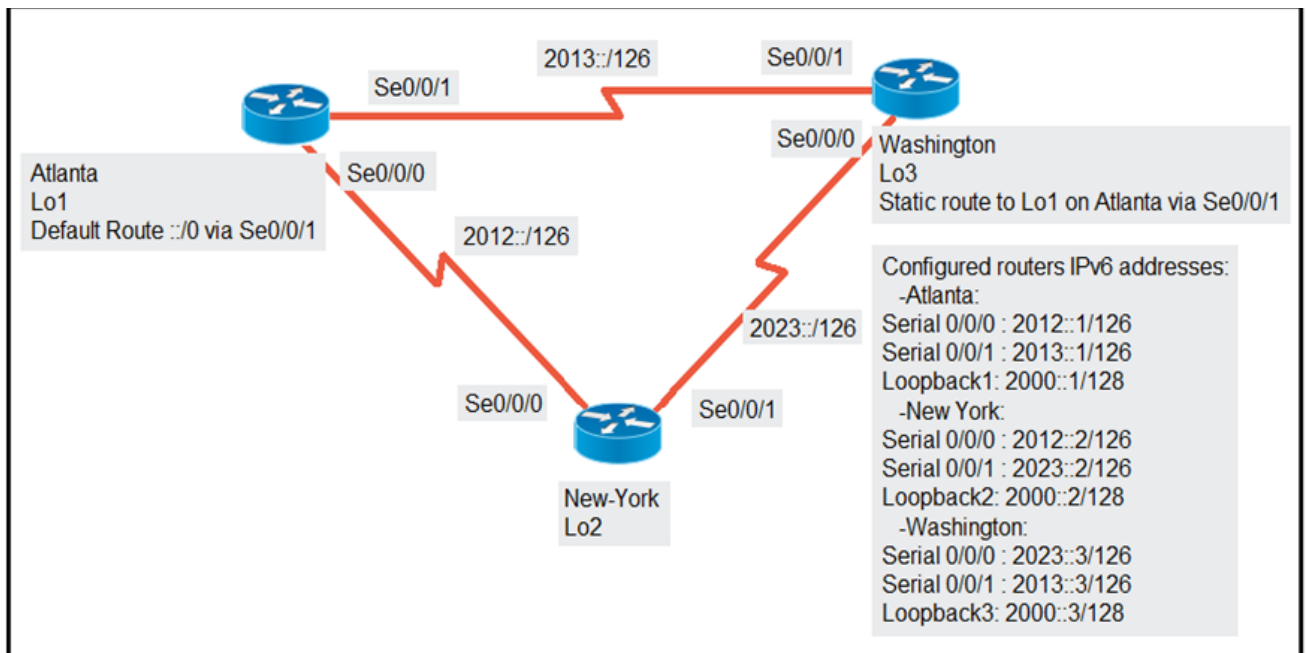 2013::/126
Se0/0/1
Se0/0/1
Atlanta
Lo1
Default Route ::/0 via Se0/0/1
Se0/0/0
Se0/0/0
Washington
Lo3
Static route to Lo1 on Atlanta via Se0/0/1
2012::/126
2023::/126
Se0/0/0
Se0/0/1
New-York
Lo2
Configured routers IPv6 addresses:
-Atlanta:
Serial 0/0/0 : 2012::1/126
Serial 0/0/1 : 2013::1/126
Loopback1: 2000::1/128
-New York:
Serial 0/0/0 : 2012::2/126
Serial 0/0/1 : 2023::2/126
Loopback2: 2000::2/128
-Washington:
Serial 0/0/0 : 2023::3/126
Serial 0/0/1 : 2013::3/126
Loopback3: 2000::3/128